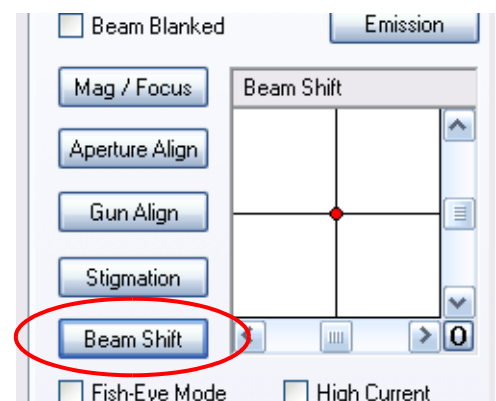 Beam Blanked
Emission
Mag / Focus
Beam Shift
Aperture Align
Gun Align
Stigmation
Beam Shift
0
Fish-Eye Mode
High Current